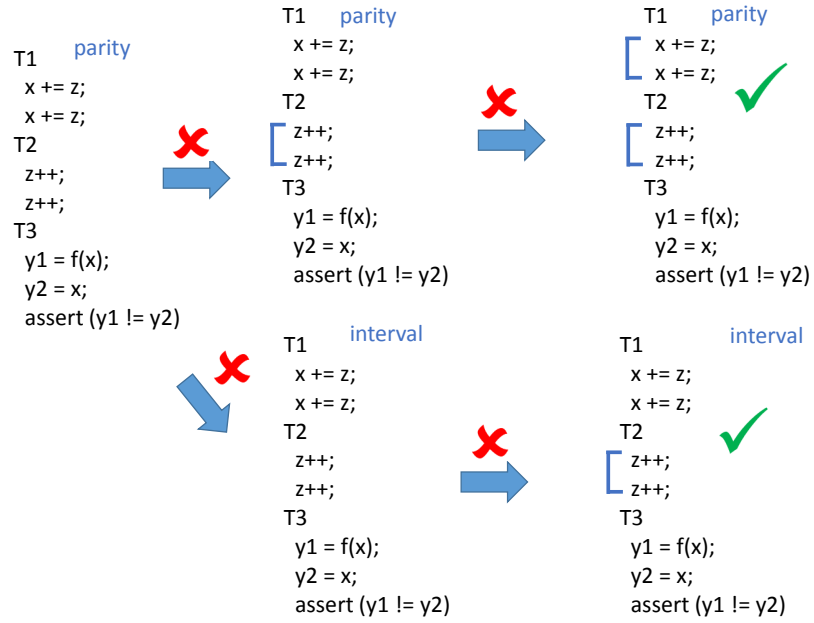 parity
T1
x += z;
x += z;
T2
z++;
z++;
T3
y1 = f(x);
y2 = x;
assert (y1 != y2)
T1 parity
x += z;
x += z;
T2
z++;
z++;
T3
y1 = f(x);
y2 = x;
assert (y1 != y2)
T1 parity
x += z;
x += z;
T2
z++;
z++;
T3
y1 = f(x);
y2 = x;
assert (y1 != y2)
T1 interval
x += z;
x += z;
T2
z++;
z++;
T3
y1 = f(x);
y2 = x;
assert (y1 != y2)
T1 interval
x += z;
x += z;
T2
z++;
z++;
T3
y1 = f(x);
y2 = x;
assert (y1 != y2)